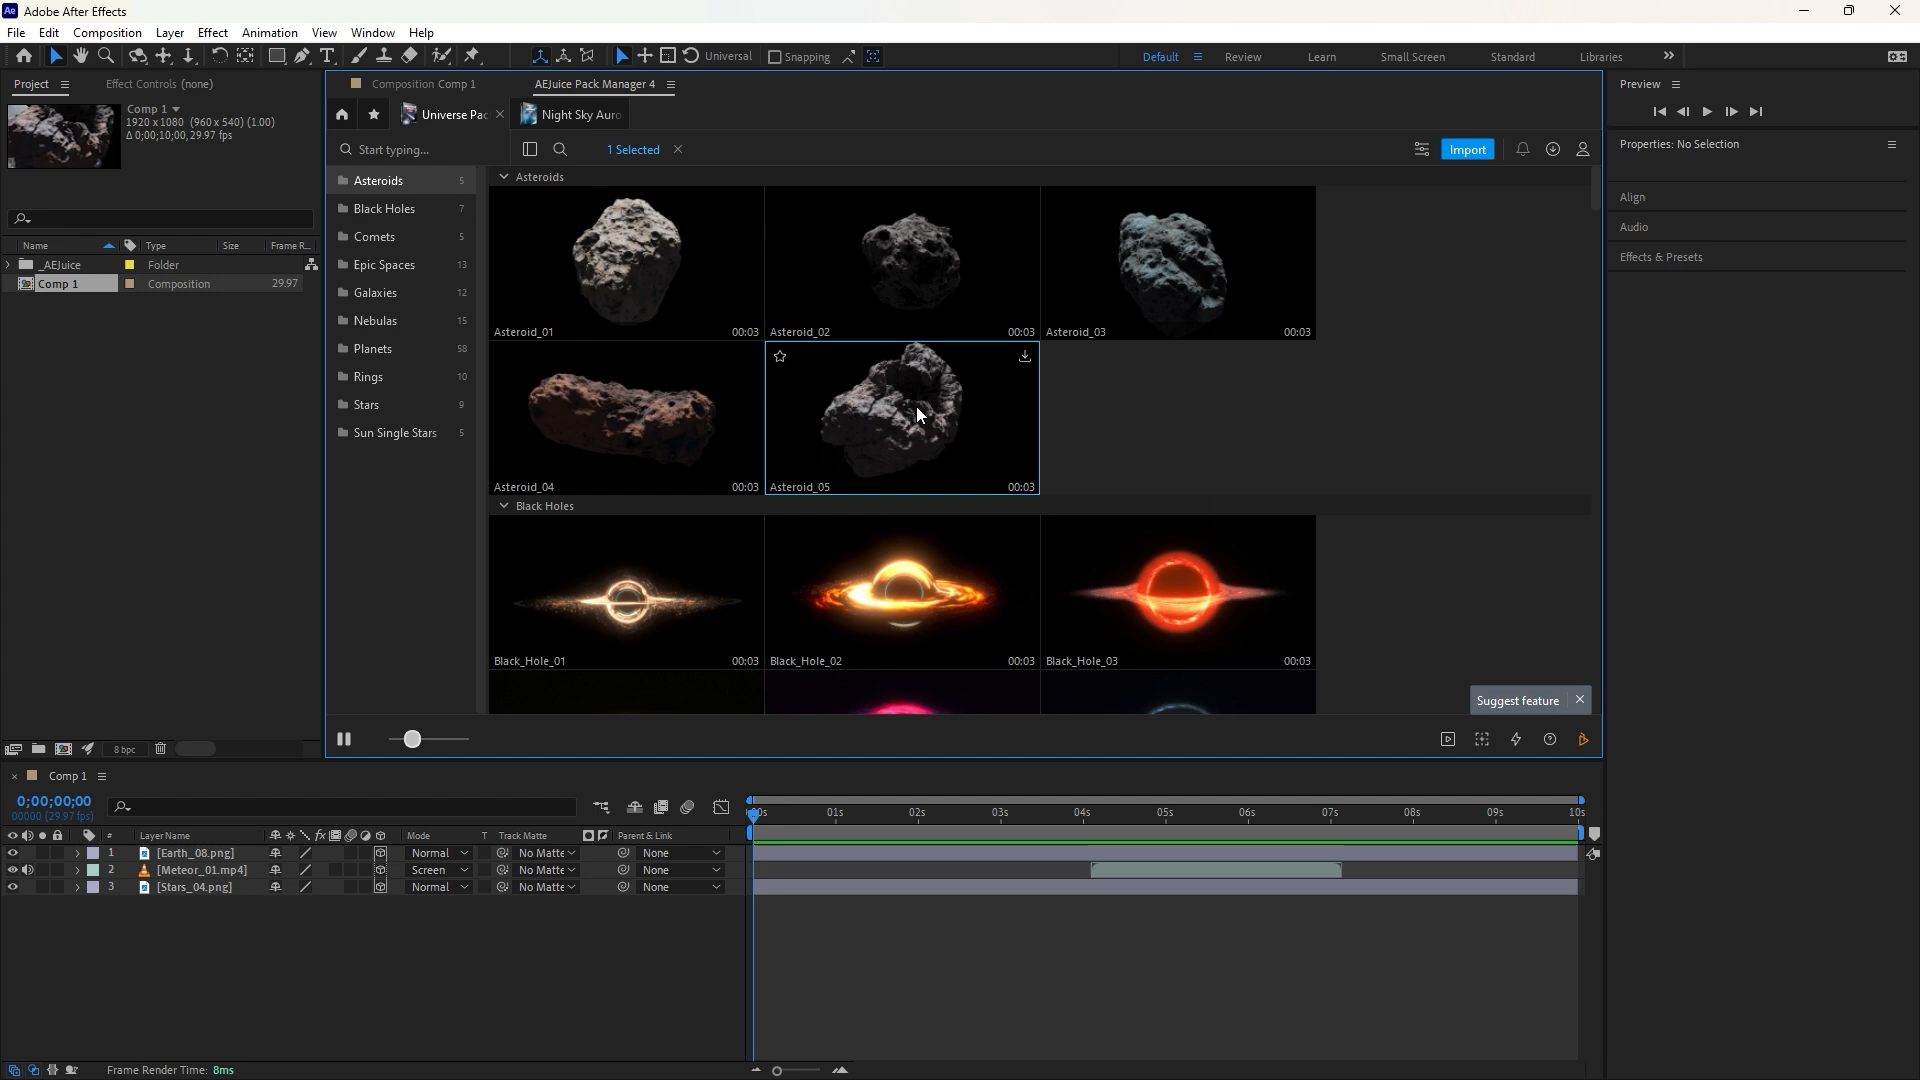 Ae Adobe After Effects
File Edit Composition Layer Effect Animation View Window Help
Universal Snapping Default Review Learn Small Screen Standard Libraries
Project Effect Controls (none)
Comp 1
1920 x 1080 (960 x 540) (1.00)
Δ 0;00;10;00, 29.97 fps
Name Type Size Frame R...
_AEJuice Folder
Comp 1 Composition 29.97
8 bpc
Composition Comp 1 AEJuice Pack Manager 4
Universe Pac Night Sky Auro
Start typing... 1 Selected Import
Asteroids 5
Black Holes 7
Comets 5
Epic Spaces 13
Galaxies 12
Nebulas 15
Planets 58
Rings 10
Stars 9
Sun Single Stars 5
Asteroids
Asteroid_01 00:03 Asteroid_02 00:03 Asteroid_03 00:03
Asteroid_04 00:03 Asteroid_05 00:03
Black Holes
Black_Hole_01 00:03 Black_Hole_02 00:03 Black_Hole_03 00:03
Suggest feature
Preview
Properties: No Selection
Align
Audio
Effects & Presets
Comp 1
0;00;00;00
00000 (29.97 fps)
:00s 01s 02s 03s 04s 05s 06s 07s 08s 09s 10s
# Layer Name fx Mode T Track Matte Parent & Link
1 [Earth_08.png] Normal No Matte None
2 [Meteor_01.mp4] Screen No Matte None
3 [Stars_04.png] Normal No Matte None
Frame Render Time: 8ms